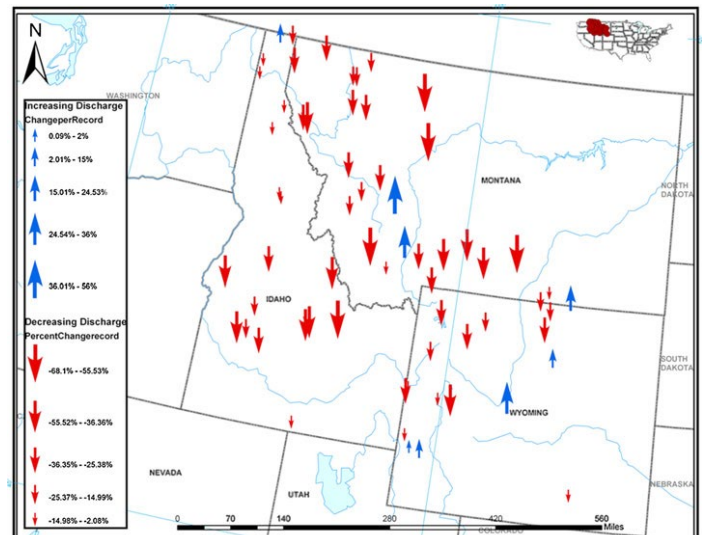 N
WASHINGTON
Increasing Discharge
ChangeperRecord
0.09% - 2%
2.01% - 15%
15.01% - 24.53%
24.54% - 36%
36.01% - 56%
Decreasing Discharge
PercentChangerecord
-68.1% - -55.53%
-55.52% - -36.36%
-36.35% - -25.38%
-25.37% - -14.99%
-14.98% - -2.08%
MONTANA
NORTH
DAKOTA
IDAHO
SOUTH
DAKOTA
WYOMING
NEVADA
UTAH
NEBRASKA
COLORADO
0 70 140 280 420 560
Miles